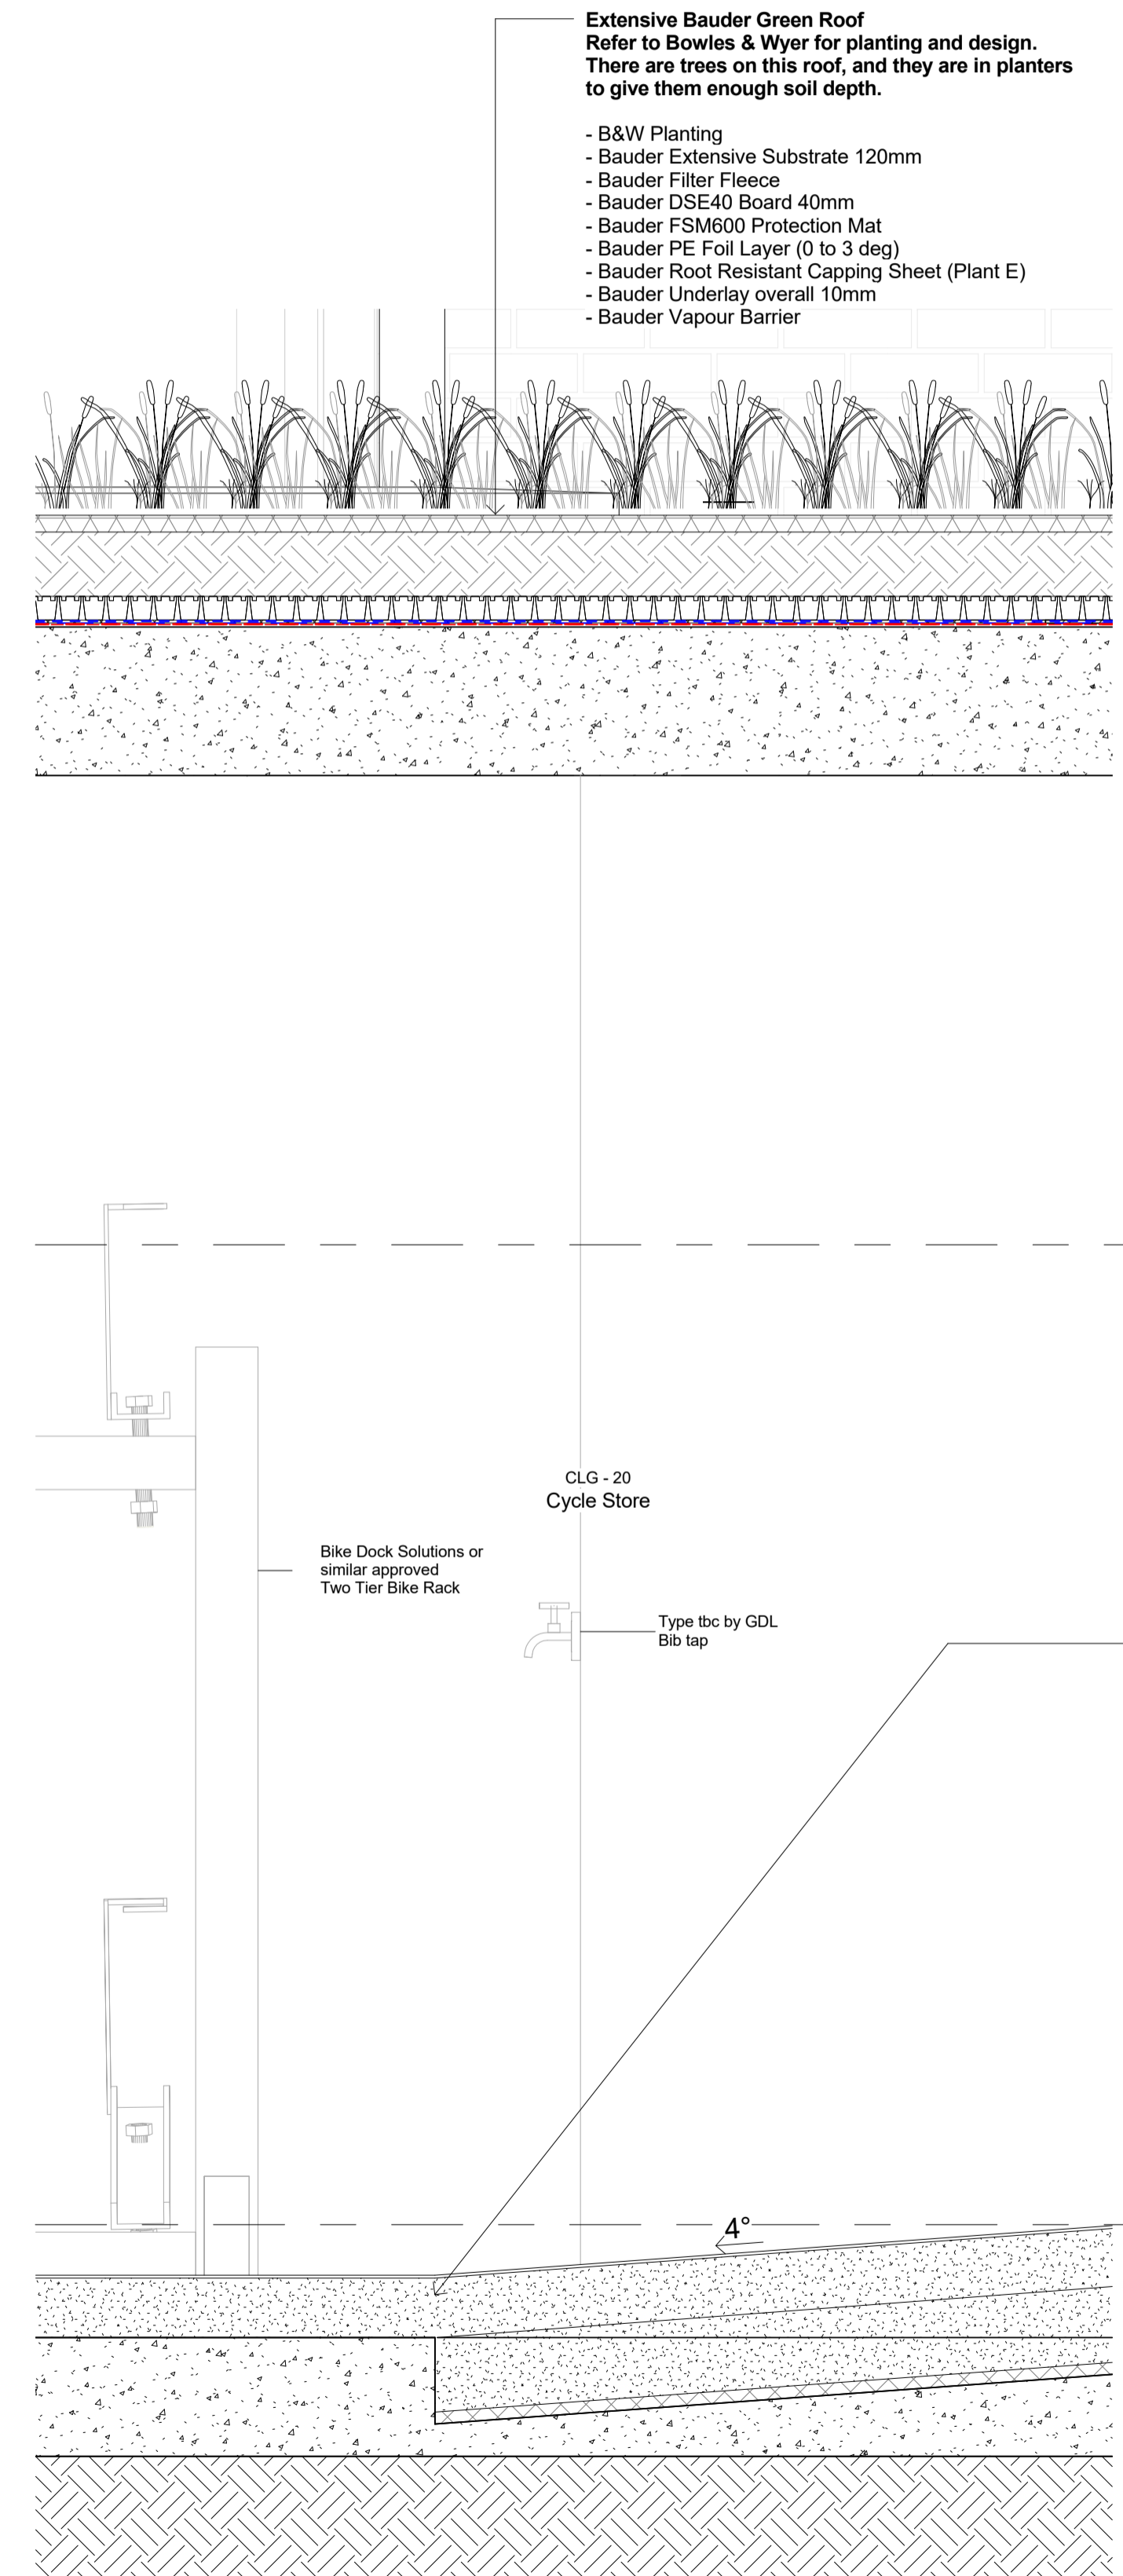 Extensive Bauder Green Roof
Refer to Bowles & Wyer for planting and design.
There are trees on this roof, and they are in planters
to give them enough soil depth.
- B&W Planting
- Bauder Extensive Substrate 120mm
- Bauder Filter Fleece
- Bauder DSE40 Board 40mm
- Bauder FSM600 Protection Mat
- Bauder PE Foil Layer (0 to 3 deg)
- Bauder Root Resistant Capping Sheet (Plant E)
- Bauder Underlay overall 10mm
- Bauder Vapour Barrier
CLG - 20
Cycle Store
Bike Dock Solutions or
similar approved
Two Tier Bike Rack
Type tbc by GDL
Bib tap
4°